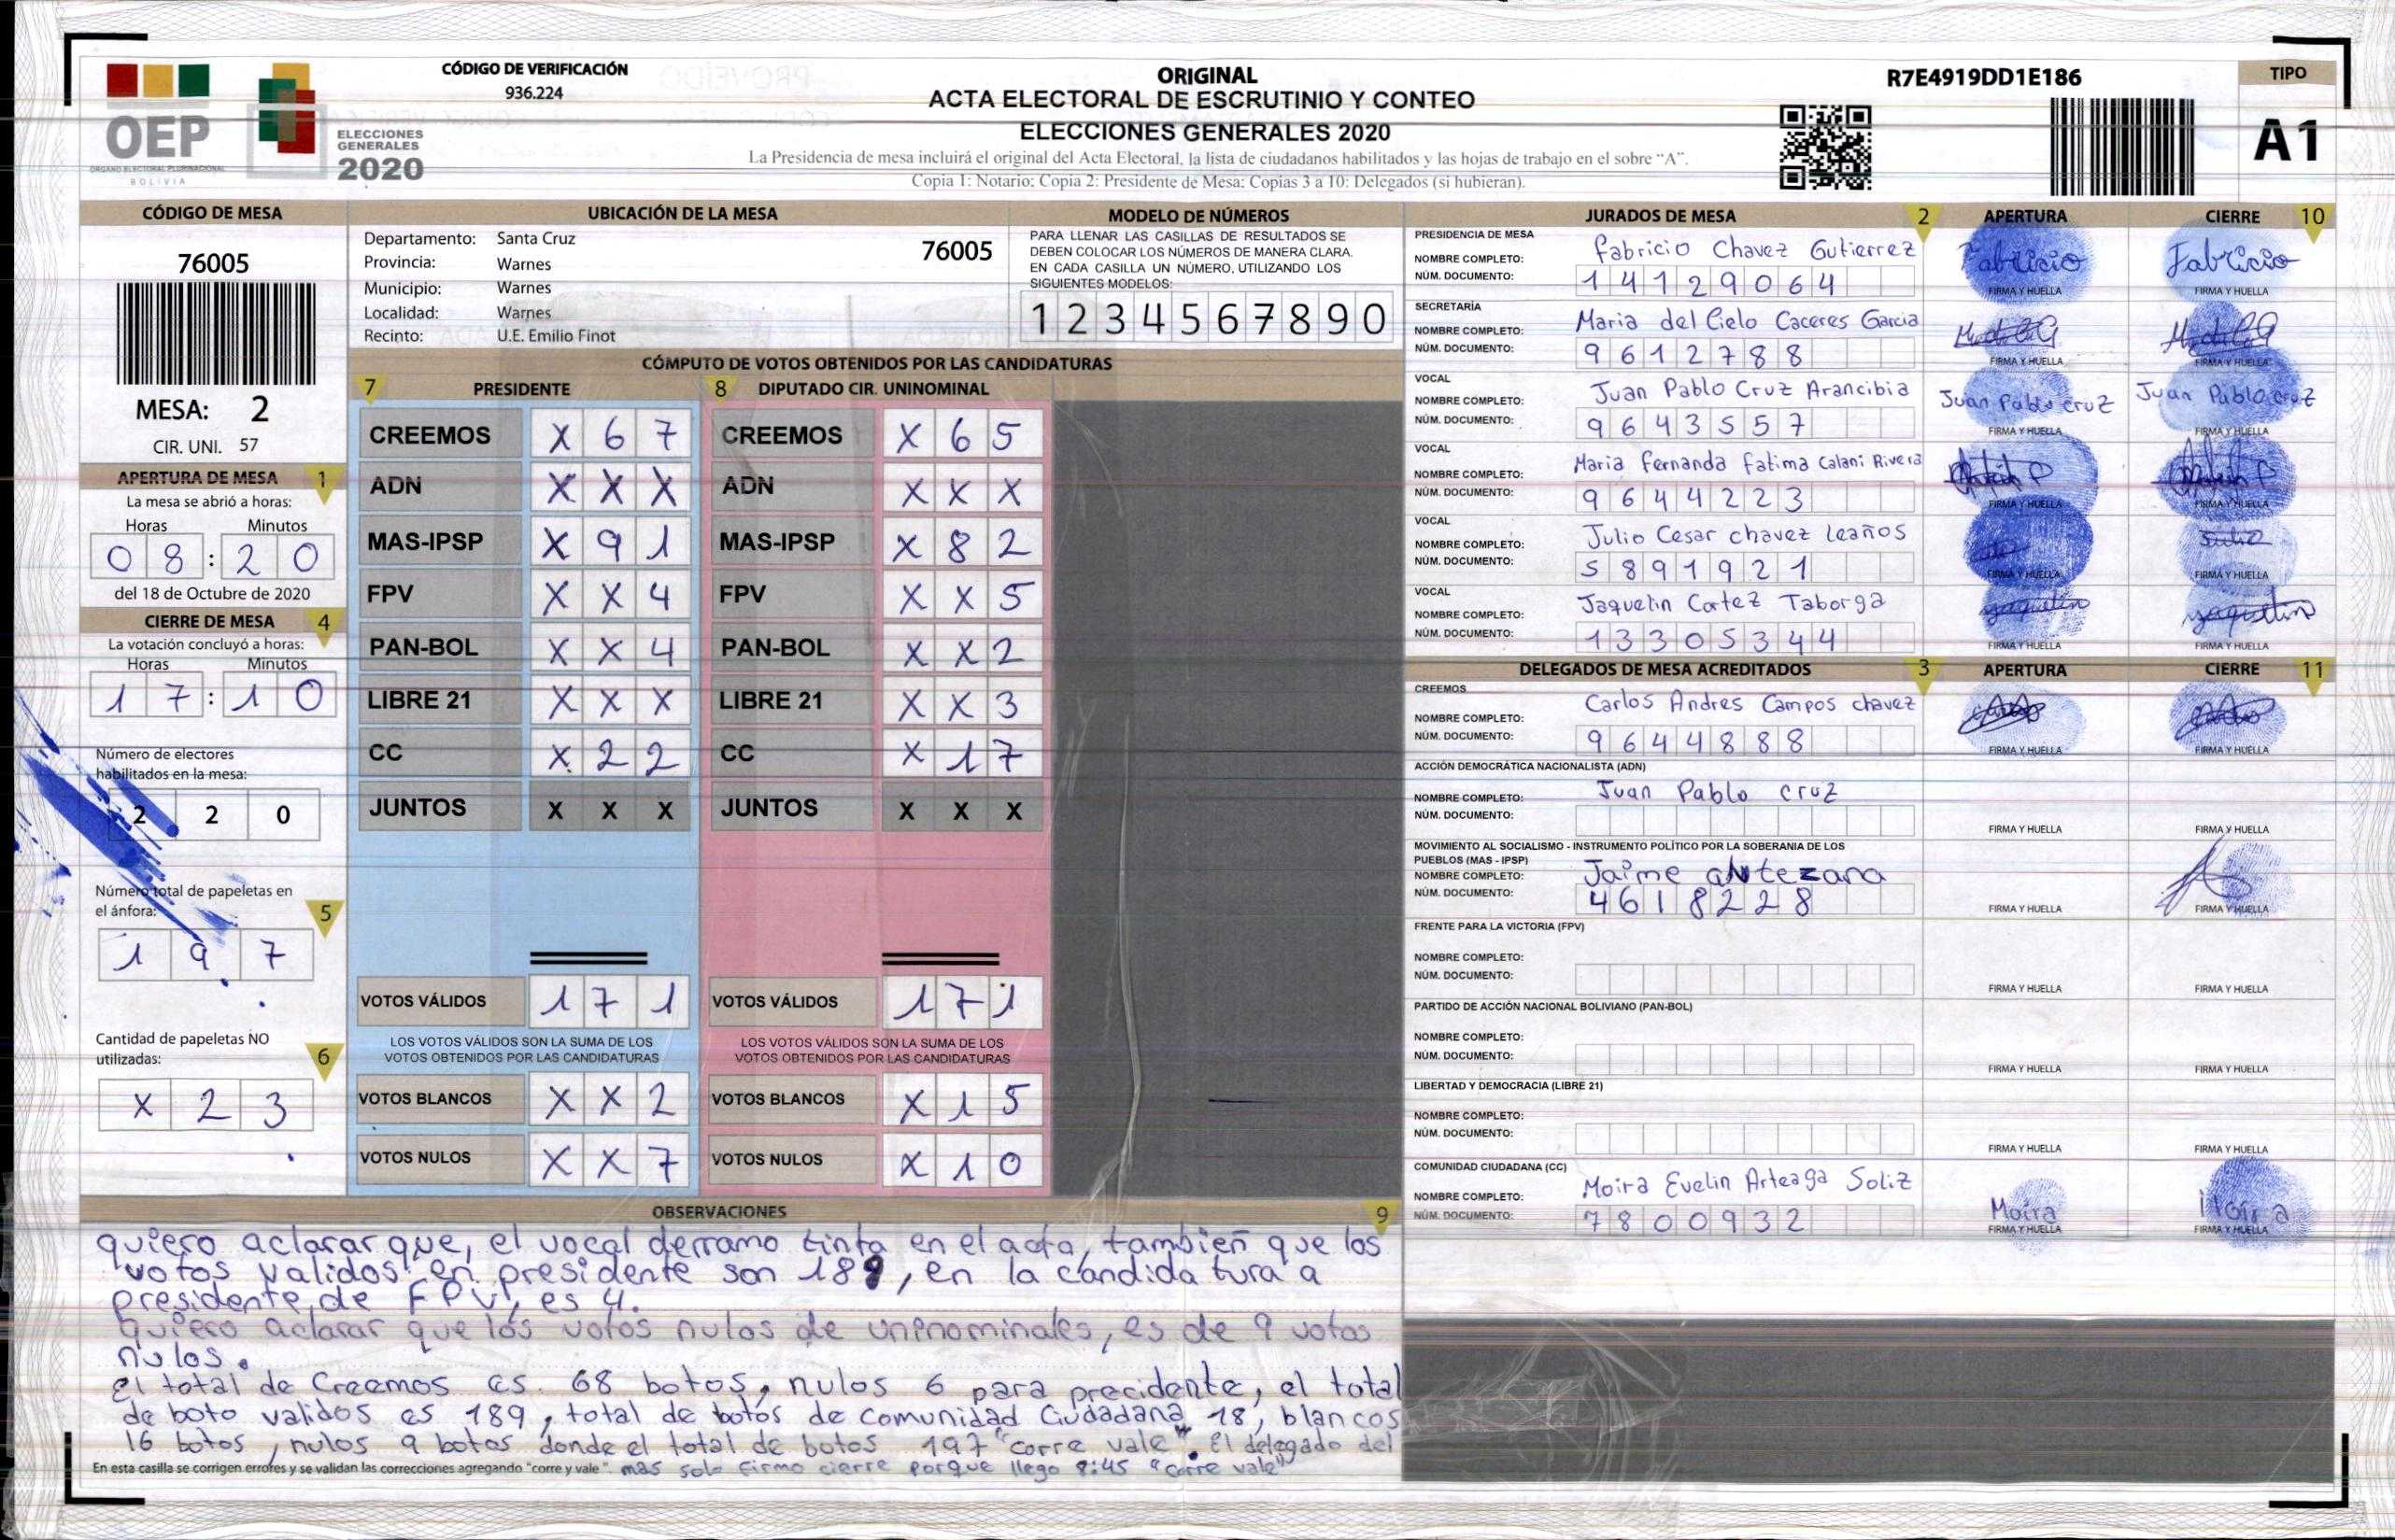 CÓDIGO DE VERIFICACIÓN
936.224
OEP
ÓRGANO ELECTORAL PLURINACIONAL
BOLIVIA
ELECCIONES
GENERALES
2020
ORIGINAL
ACTA ELECTORAL DE ESCRUTINIO Y CONTEO
ELECCIONES GENERALES 2020
La Presidencia de mesa incluirá el original del Acta Electoral, la lista de ciudadanos habilitados y las hojas de trabajo en el sobre "A".
Copia 1: Notario; Copia 2: Presidente de Mesa; Copias 3 a 10: Delegados (si hubieran).
R7E4919DD1E186
TIPO
A1
CÓDIGO DE MESA
76005
MESA: 2
CIR. UNI. 57
UBICACIÓN DE LA MESA
Departamento: Santa Cruz
76005
Provincia: Warnes
Municipio: Warnes
Localidad: Warnes
Recinto: U.E. Emilio Finot
MODELO DE NÚMEROS
PARA LLENAR LAS CASILLAS DE RESULTADOS SE
DEBEN COLOCAR LOS NÚMEROS DE MANERA CLARA.
EN CADA CASILLA UN NÚMERO, UTILIZANDO LOS
SIGUIENTES MODELOS:
1 2 3 4 5 6 7 8 9 0
APERTURA DE MESA 1
La mesa se abrió a horas:
Horas Minutos
0 8 : 2 0
del 18 de Octubre de 2020
CIERRE DE MESA 4
La votación concluyó a horas:
Horas Minutos
1 7 : 1 0
Número de electores
habilitados en la mesa:
2 2 0
Número total de papeletas en
el ánfora: 5
1 9 7
Cantidad de papeletas NO
utilizadas: 6
X 2 3
CÓMPUTO DE VOTOS OBTENIDOS POR LAS CANDIDATURAS
7 PRESIDENTE 8 DIPUTADO CIR. UNINOMINAL
CREEMOS X 6 7 CREEMOS X 6 5
ADN X X X ADN X X X
MAS-IPSP X 9 1 MAS-IPSP X 8 2
FPV X X 4 FPV X X 5
PAN-BOL X X 4 PAN-BOL X X 2
LIBRE 21 X X X LIBRE 21 X X 3
CC X 2 2 CC X 1 7
JUNTOS X X X JUNTOS X X X
VOTOS VÁLIDOS 1 7 1 VOTOS VÁLIDOS 1 7 1
LOS VOTOS VÁLIDOS SON LA SUMA DE LOS LOS VOTOS VÁLIDOS SON LA SUMA DE LOS
VOTOS OBTENIDOS POR LAS CANDIDATURAS VOTOS OBTENIDOS POR LAS CANDIDATURAS
VOTOS BLANCOS X X 2 VOTOS BLANCOS X 1 5
VOTOS NULOS X X 7 VOTOS NULOS X 1 0
JURADOS DE MESA 2 APERTURA CIERRE 10
PRESIDENCIA DE MESA
NOMBRE COMPLETO: Fabricio Chavez Gutierrez Fabricio Fabricio
NÚM. DOCUMENTO: 14129064 FIRMA Y HUELLA FIRMA Y HUELLA
SECRETARÍA
NOMBRE COMPLETO: Maria del Cielo Caceres Garcia
NÚM. DOCUMENTO: 9612788 FIRMA Y HUELLA FIRMA Y HUELLA
VOCAL
NOMBRE COMPLETO: Juan Pablo Cruz Arancibia Juan Pablo cruz Juan Pablo cruz
NÚM. DOCUMENTO: 9643557 FIRMA Y HUELLA FIRMA Y HUELLA
VOCAL
NOMBRE COMPLETO: Maria Fernanda Fatima Calani Rivera
NÚM. DOCUMENTO: 9644223 FIRMA Y HUELLA FIRMA Y HUELLA
VOCAL
NOMBRE COMPLETO: Julio Cesar chavez leaños
NÚM. DOCUMENTO: 5891921 FIRMA Y HUELLA FIRMA Y HUELLA
VOCAL
NOMBRE COMPLETO: Jaquelin Cortez Taborga
NÚM. DOCUMENTO: 13305344 FIRMA Y HUELLA FIRMA Y HUELLA
DELEGADOS DE MESA ACREDITADOS 3 APERTURA CIERRE 11
CREEMOS
NOMBRE COMPLETO: Carlos Andres Campos chavez
NÚM. DOCUMENTO: 9644888 FIRMA Y HUELLA FIRMA Y HUELLA
ACCIÓN DEMOCRÁTICA NACIONALISTA (ADN)
NOMBRE COMPLETO: Juan Pablo cruz
NÚM. DOCUMENTO: FIRMA Y HUELLA FIRMA Y HUELLA
MOVIMIENTO AL SOCIALISMO - INSTRUMENTO POLÍTICO POR LA SOBERANIA DE LOS
PUEBLOS (MAS - IPSP)
NOMBRE COMPLETO: Jaime aNtezana
NÚM. DOCUMENTO: 4618228 FIRMA Y HUELLA FIRMA Y HUELLA
FRENTE PARA LA VICTORIA (FPV)
NOMBRE COMPLETO:
NÚM. DOCUMENTO: FIRMA Y HUELLA FIRMA Y HUELLA
PARTIDO DE ACCIÓN NACIONAL BOLIVIANO (PAN-BOL)
NOMBRE COMPLETO:
NÚM. DOCUMENTO: FIRMA Y HUELLA FIRMA Y HUELLA
LIBERTAD Y DEMOCRACIA (LIBRE 21)
NOMBRE COMPLETO:
NÚM. DOCUMENTO: FIRMA Y HUELLA FIRMA Y HUELLA
COMUNIDAD CIUDADANA (CC)
NOMBRE COMPLETO: Moira Evelin Arteaga Soliz Moira Moira
NÚM. DOCUMENTO: 7800932 FIRMA Y HUELLA FIRMA Y HUELLA
OBSERVACIONES 9
quiero aclarar que, el vocal derramo tinta en el acta, tambien que los
votos validos en presidente son 189, en la candidatura a
presidente, de FPV, es 4.
Quiero aclarar que los votos nulos de uninominales, es de 9 votos
nulos.
El total de Creemos es. 68 botos, nulos 6 para precidente, el total
de boto validos es 189, total de botos de comunidad Ciudadana 18, blancos
16 botos, nulos 9 botos donde el total de botos 197 "corre vale". El delegado del
En esta casilla se corrigen errores y se validan las correcciones agregando "corre y vale". mas solo firmo cierre porque llego 8:45 "corre vale"